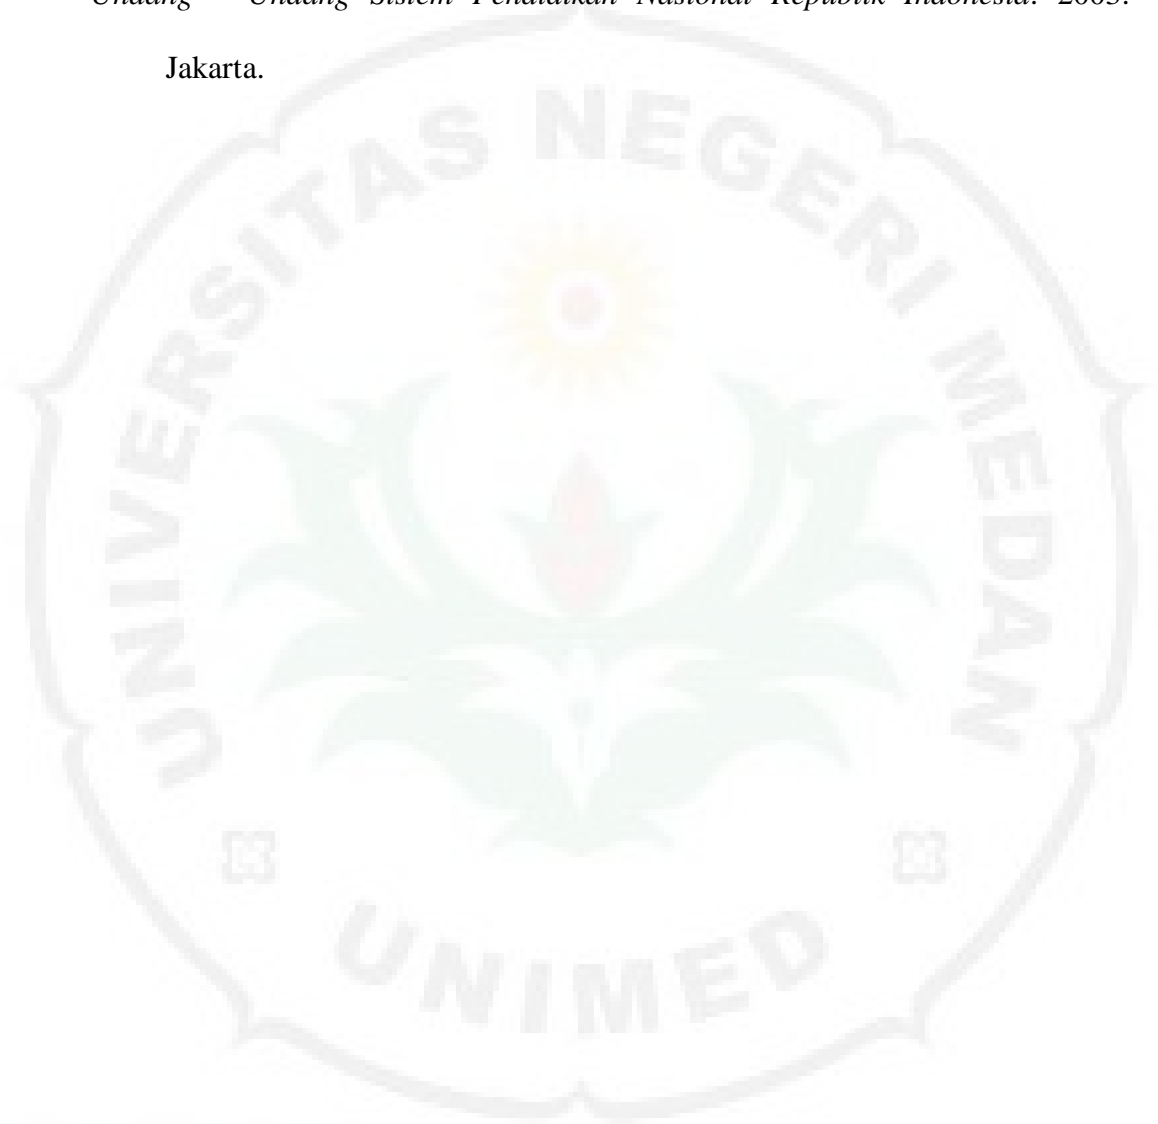 Undang – Undang Sistem Pendidikan Nasional Republik Indonesia. 2003.
Jakarta.
UNIVERSITAS NEGERI MEDAN
UNIMED